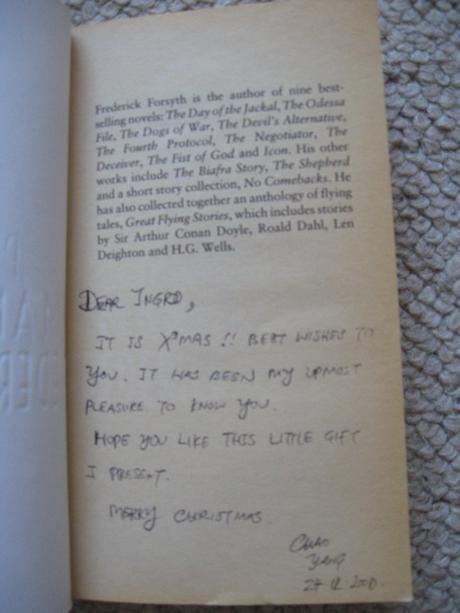 Frederick Forsyth is the author of nine best-
selling novels: The Day of the Jackal, The Odessa
File, The Dogs of War, The Devil's Alternative,
The Fourth Protocol, The Negotiator, The
Deceiver, The Fist of God and Icon. His other
works include The Biafra Story, The Shepherd
and a short story collection, No Comebacks. He
has also collected together an anthology of flying
tales, Great Flying Stories, which includes stories
by Sir Arthur Conan Doyle, Roald Dahl, Len
Deighton and H.G. Wells.
DEAR INGRID,
IT IS X'MAS !! BEST WISHES TO
YOU. IT HAS BEEN MY UPMOST
PLEASURE TO KNOW YOU.
HOPE YOU LIKE THIS LITTLE GIFT
I PRESENT.
MERRY CHRISTMAS
CHAO
YANG